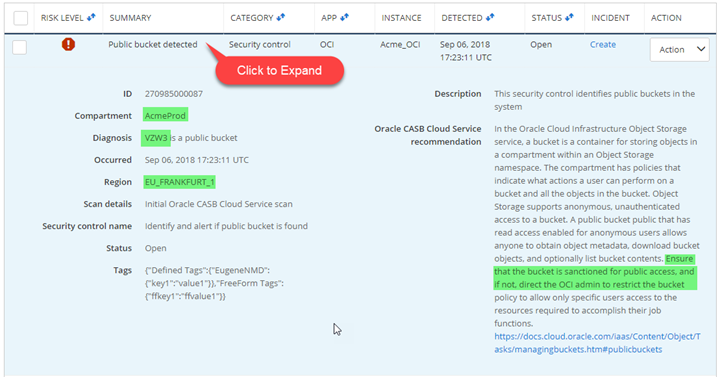 RISK LEVEL SUMMARY CATEGORY APP INSTANCE DETECTED STATUS INCIDENT ACTION
Public bucket detected Security control OCI Acme_OCI Sep 06, 2018 17:23:11 UTC Open Create Action
Click to Expand
ID 270985000087
Compartment AcmeProd
Diagnosis VZW3 is a public bucket
Occurred Sep 06, 2018 17:23:11 UTC
Region EU_FRANKFURT_1
Scan details Initial Oracle CASB Cloud Service scan
Security control name Identify and alert if public bucket is found
Status Open
Tags {"Defined Tags":{"EugeneNMD":
{"key1":"value1"}},"FreeForm Tags":
{"ffkey1":"ffvalue1"}}
Description This security control identifies public buckets in the
system
Oracle CASB Cloud Service
recommendation
In the Oracle Cloud Infrastructure Object Storage
service, a bucket is a container for storing objects in
a compartment within an Object Storage
namespace. The compartment has policies that
indicate what actions a user can perform on a
bucket and all the objects in the bucket. Object
Storage supports anonymous, unauthenticated
access to a bucket. A public bucket public that has
read access enabled for anonymous users allows
anyone to obtain object metadata, download bucket
objects, and optionally list bucket contents. Ensure
that the bucket is sanctioned for public access, and
if not, direct the OCI admin to restrict the bucket
policy to allow only specific users access to the
resources required to accomplish their job
functions.
https://docs.cloud.oracle.com/iaas/Content/Object/T
asks/managingbuckets.htm#publicbuckets